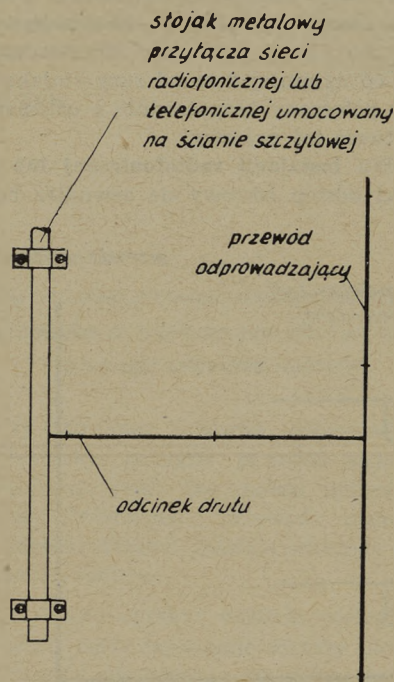 stojak metalowy
przyłącza sieci
radiofonicznej lub
telefonicznej umocowany
na ścianie szczytowej
przewód
odprowadzający
odcinek drutu